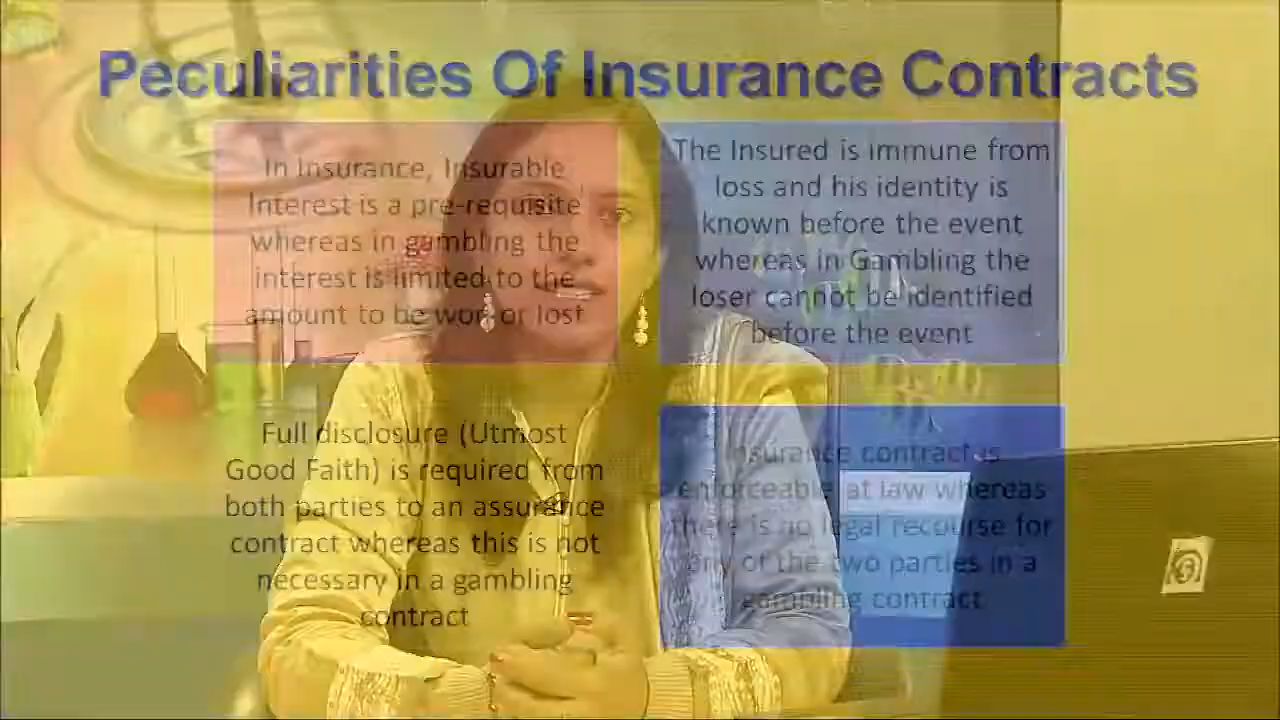 Peculiarities Of Insurance Contracts
In Insurance, Insurable
Interest is a pre-requisite
whereas in gambling the
interest is limited to the
amount to be won or lost
The Insured is immune from
loss and his identity is
known before the event
whereas in Gambling the
loser cannot be identified
before the event
Full disclosure (Utmost
Good Faith) is required from
both parties to an assurance
contract whereas this is not
necessary in a gambling
contract
Insurance contract is
enforceable at law whereas
there is no legal recourse for
any of the two parties in a
gambling contract